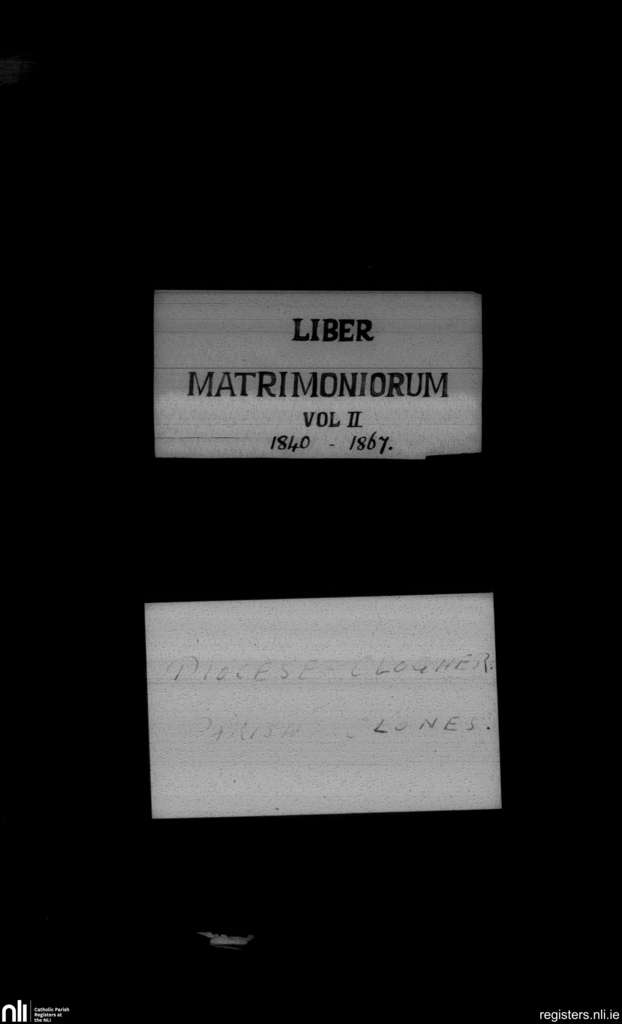 LIBER
MATRIMONIORUM
VOL II
1840 - 1867.
DIOCESE CLOGHER.
PARISH CLONES.
nli
Catholic Parish
Registers at
the NLI
registers.nli.ie